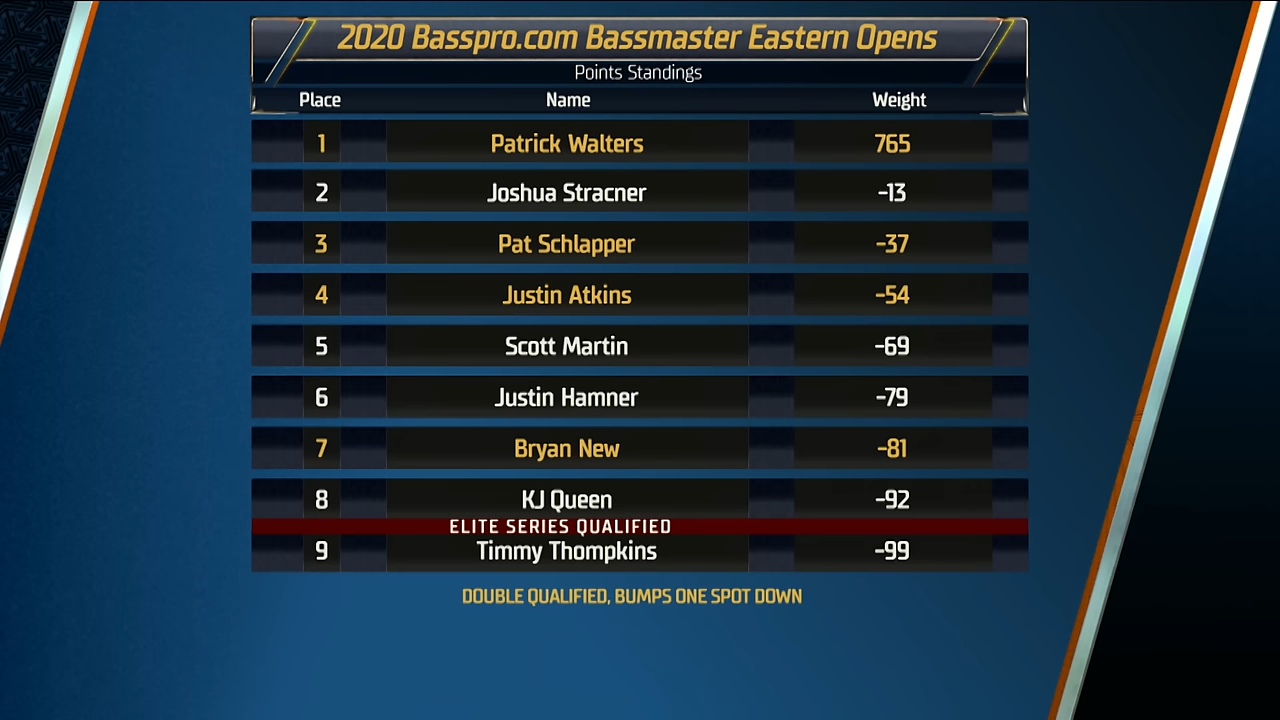 2020 Basspro.com Bassmaster Eastern Opens
Points Standings
Place Name Weight
1 Patrick Walters 765
2 Joshua Stracner -13
3 Pat Schlapper -37
4 Justin Atkins -54
5 Scott Martin -69
6 Justin Hamner -79
7 Bryan New -81
8 KJ Queen -92
ELITE SERIES QUALIFIED
9 Timmy Thompkins -99
DOUBLE QUALIFIED, BUMPS ONE SPOT DOWN